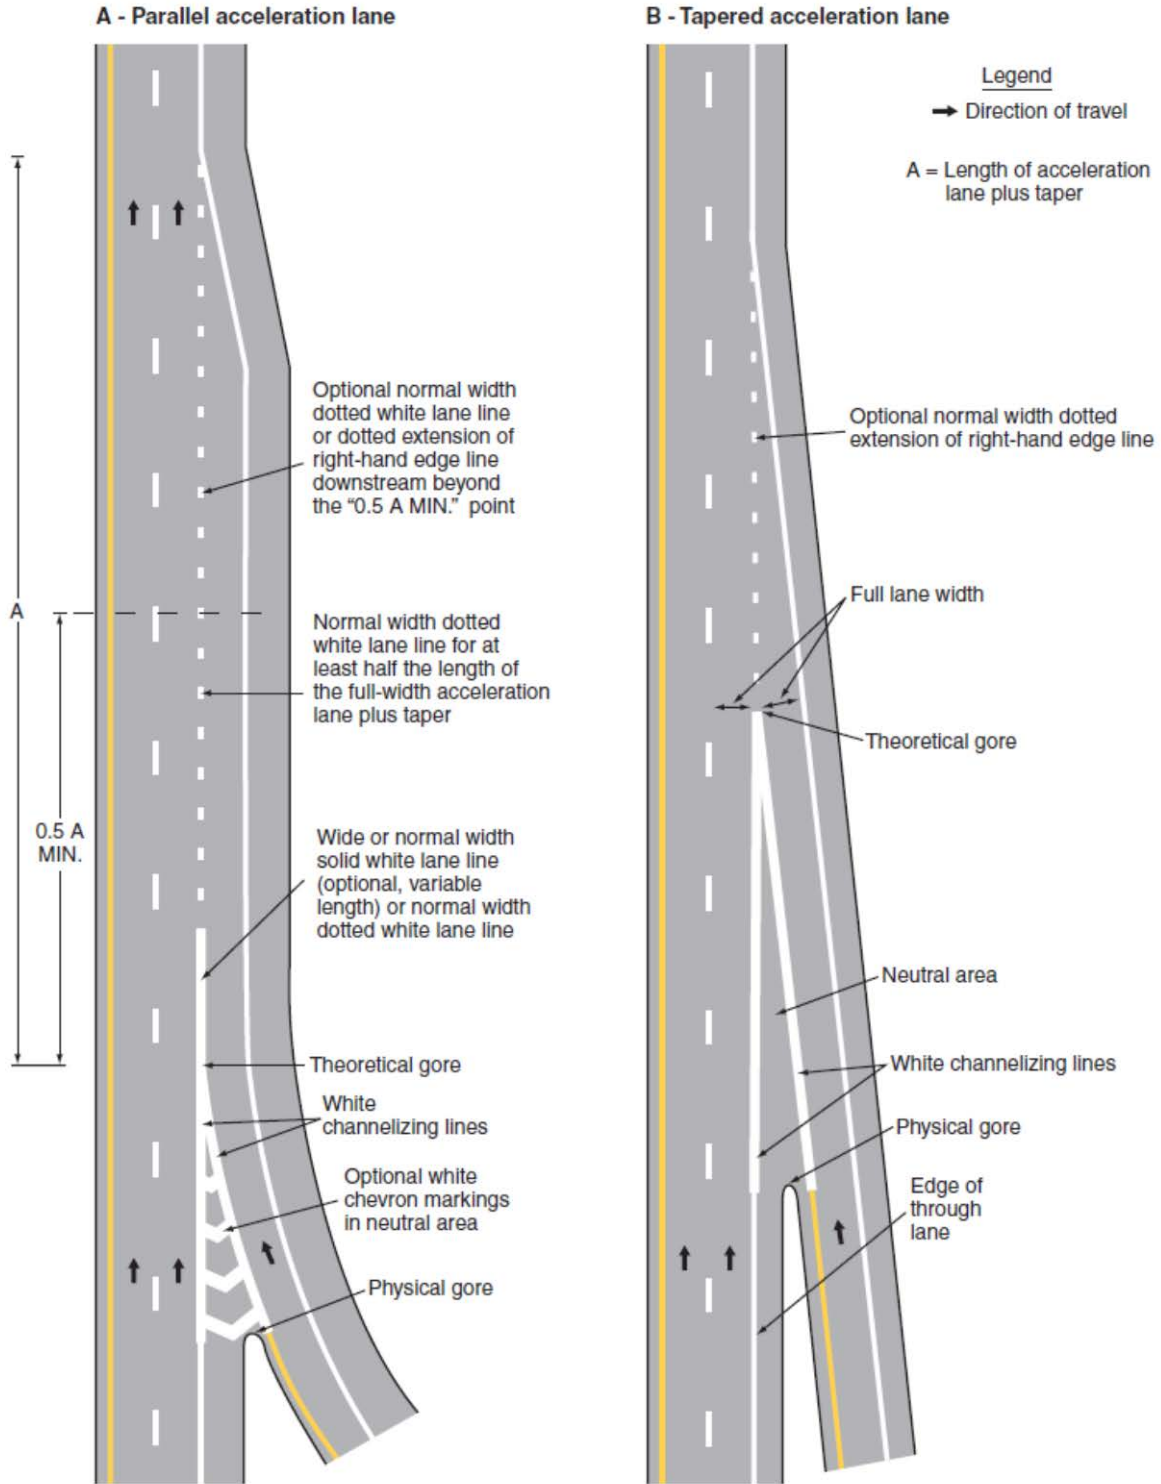 A - Parallel acceleration lane
A
0.5 A
MIN.
Optional normal width
dotted white lane line
or dotted extension of
right-hand edge line
downstream beyond
the “0.5 A MIN.” point
Normal width dotted
white lane line for at
least half the length of
the full-width acceleration
lane plus taper
Wide or normal width
solid white lane line
(optional, variable
length) or normal width
dotted white lane line
Theoretical gore
White
channelizing lines
Optional white
chevron markings
in neutral area
Physical gore
B - Tapered acceleration lane
Legend
Direction of travel
A = Length of acceleration
lane plus taper
Optional normal width dotted
extension of right-hand edge line
Full lane width
Theoretical gore
Neutral area
White channelizing lines
Physical gore
Edge of
through
lane